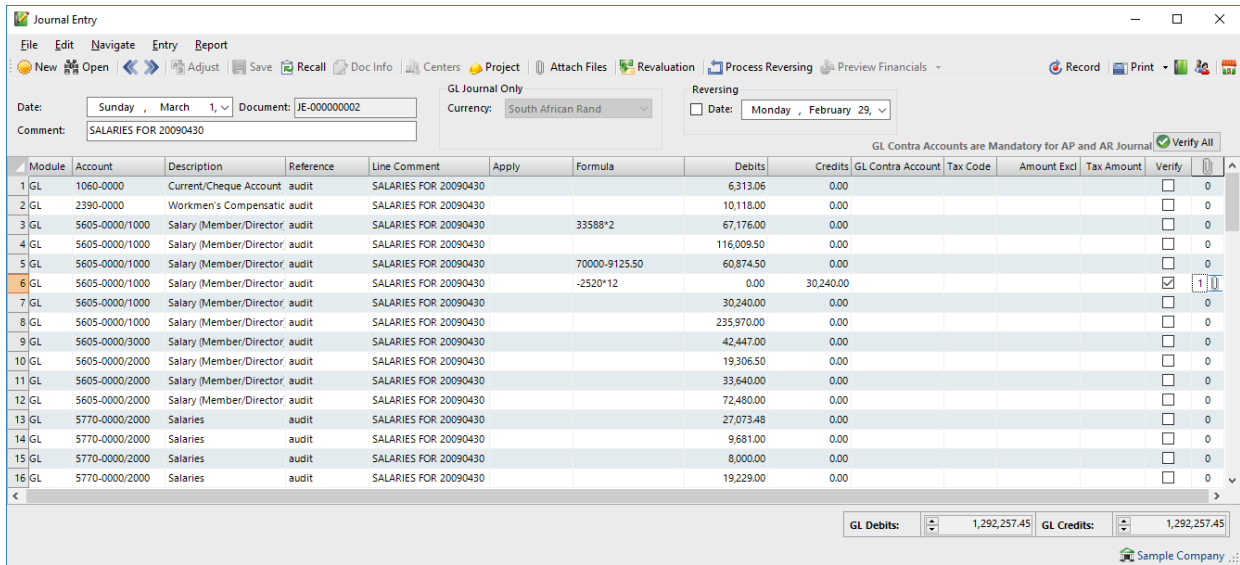 Journal Entry
File Edit Navigate Entry Report
New Open Adjust Save Recall Doc Info Centers Project Attach Files Revaluation Process Reversing Preview Financials Record Print
GL Journal Only Reversing
Date: Sunday , March 1, Document: JE-000000002 Currency: South African Rand Date: Monday , February 29,
Comment: SALARIES FOR 20090430
GL Contra Accounts are Mandatory for AP and AR Journal Verify All
Module Account Description Reference Line Comment Apply Formula Debits Credits GL Contra Account Tax Code Amount Excl Tax Amount Verify
1 GL 1060-0000 Current/Cheque Account audit SALARIES FOR 20090430 6,313.06 0.00 0
2 GL 2390-0000 Workmen's Compensatic audit SALARIES FOR 20090430 10,118.00 0.00 0
3 GL 5605-0000/1000 Salary (Member/Director audit SALARIES FOR 20090430 33588*2 67,176.00 0.00 0
4 GL 5605-0000/1000 Salary (Member/Director audit SALARIES FOR 20090430 116,009.50 0.00 0
5 GL 5605-0000/1000 Salary (Member/Director audit SALARIES FOR 20090430 70000-9125.50 60,874.50 0.00 0
6 GL 5605-0000/1000 Salary (Member/Director audit SALARIES FOR 20090430 -2520*12 0.00 30,240.00 1
7 GL 5605-0000/1000 Salary (Member/Director audit SALARIES FOR 20090430 30,240.00 0.00 0
8 GL 5605-0000/1000 Salary (Member/Director audit SALARIES FOR 20090430 235,970.00 0.00 0
9 GL 5605-0000/3000 Salary (Member/Director audit SALARIES FOR 20090430 42,447.00 0.00 0
10 GL 5605-0000/2000 Salary (Member/Director audit SALARIES FOR 20090430 19,306.50 0.00 0
11 GL 5605-0000/2000 Salary (Member/Director audit SALARIES FOR 20090430 33,640.00 0.00 0
12 GL 5605-0000/2000 Salary (Member/Director audit SALARIES FOR 20090430 72,480.00 0.00 0
13 GL 5770-0000/2000 Salaries audit SALARIES FOR 20090430 27,073.48 0.00 0
14 GL 5770-0000/2000 Salaries audit SALARIES FOR 20090430 9,681.00 0.00 0
15 GL 5770-0000/2000 Salaries audit SALARIES FOR 20090430 8,000.00 0.00 0
16 GL 5770-0000/2000 Salaries audit SALARIES FOR 20090430 19,229.00 0.00 0
GL Debits: 1,292,257.45 GL Credits: 1,292,257.45
Sample Company